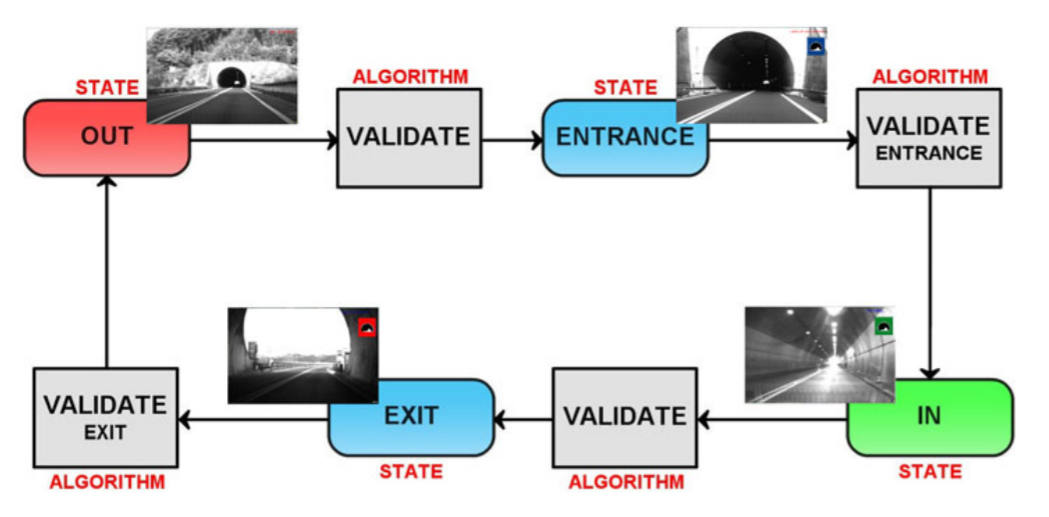 STATE
ALGORITHM
STATE
ALGORITHM
OUT
VALIDATE
ENTRANCE
VALIDATE
ENTRANCE
VALIDATE
EXIT
EXIT
VALIDATE
IN
ALGORITHM
STATE
ALGORITHM
STATE